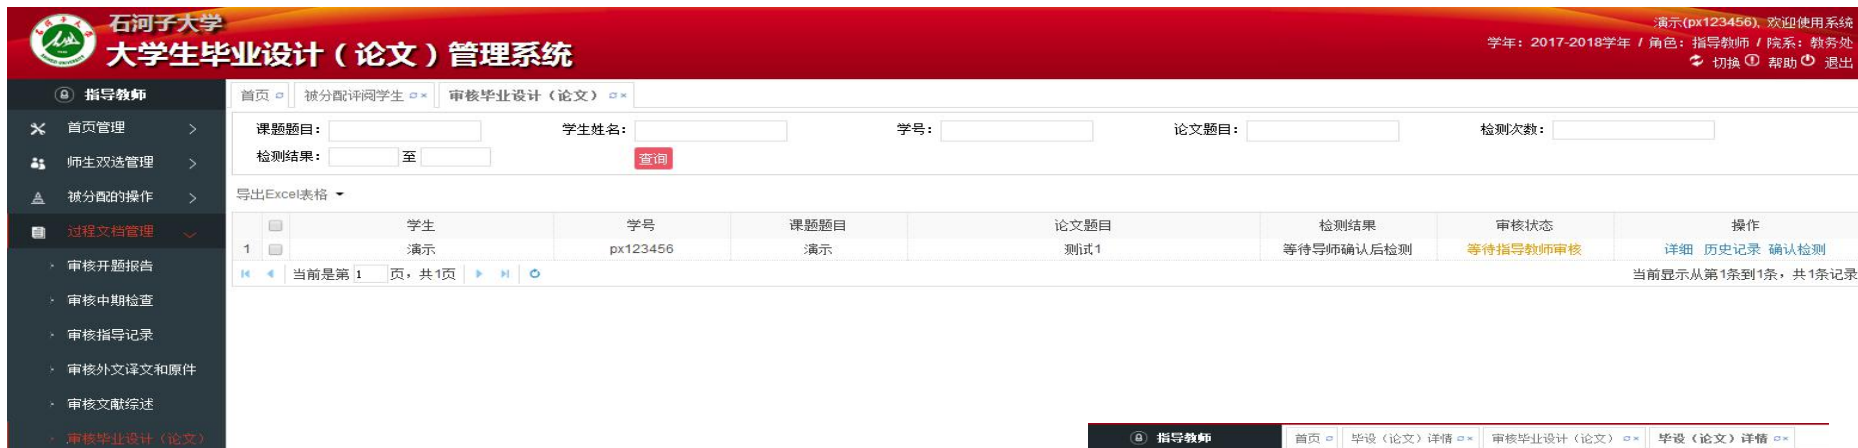 石河子大学
大学生毕业设计（论文）管理系统
演示(px123456), 欢迎使用系统
学年：2017-2018学年 / 角色：指导教师 / 院系：教务处
切换 帮助 退出
指导教师
首页 被分配评阅学生 审核毕业设计（论文）
首页管理
师生双选管理
被分配的操作
过程文档管理
审核开题报告
审核中期检查
审核指导记录
审核外文译文和原件
审核文献综述
审核毕业设计（论文）
课题题目： 学生姓名： 学号： 论文题目： 检测次数：
检测结果： 至 查询
导出Excel表格
学生 学号 课题题目 论文题目 检测结果 审核状态 操作
1 演示 px123456 演示 测试1 等待导师确认后检测 等待指导教师审核 详细 历史记录 确认检测
当前是第 1 页，共1页 当前显示从第1条到1条，共1条记录
指导教师 首页 毕设（论文）详情 审核毕业设计（论文） 毕设（论文）详情